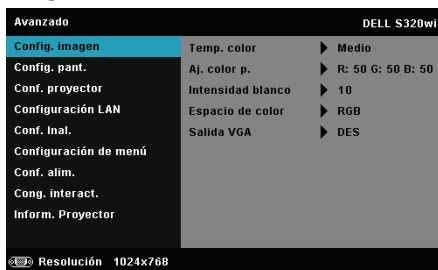 Avanzado DELL S320wi
Config. imagen
Config. pant.
Conf. proyector
Configuración LAN
Conf. Inal.
Configuración de menú
Conf. alim.
Cong. interact.
Inform. Proyector
Temp. color Medio
Aj. color p. R: 50 G: 50 B: 50
Intensidad blanco 10
Espacio de color RGB
Salida VGA DES
Resolución 1024x768